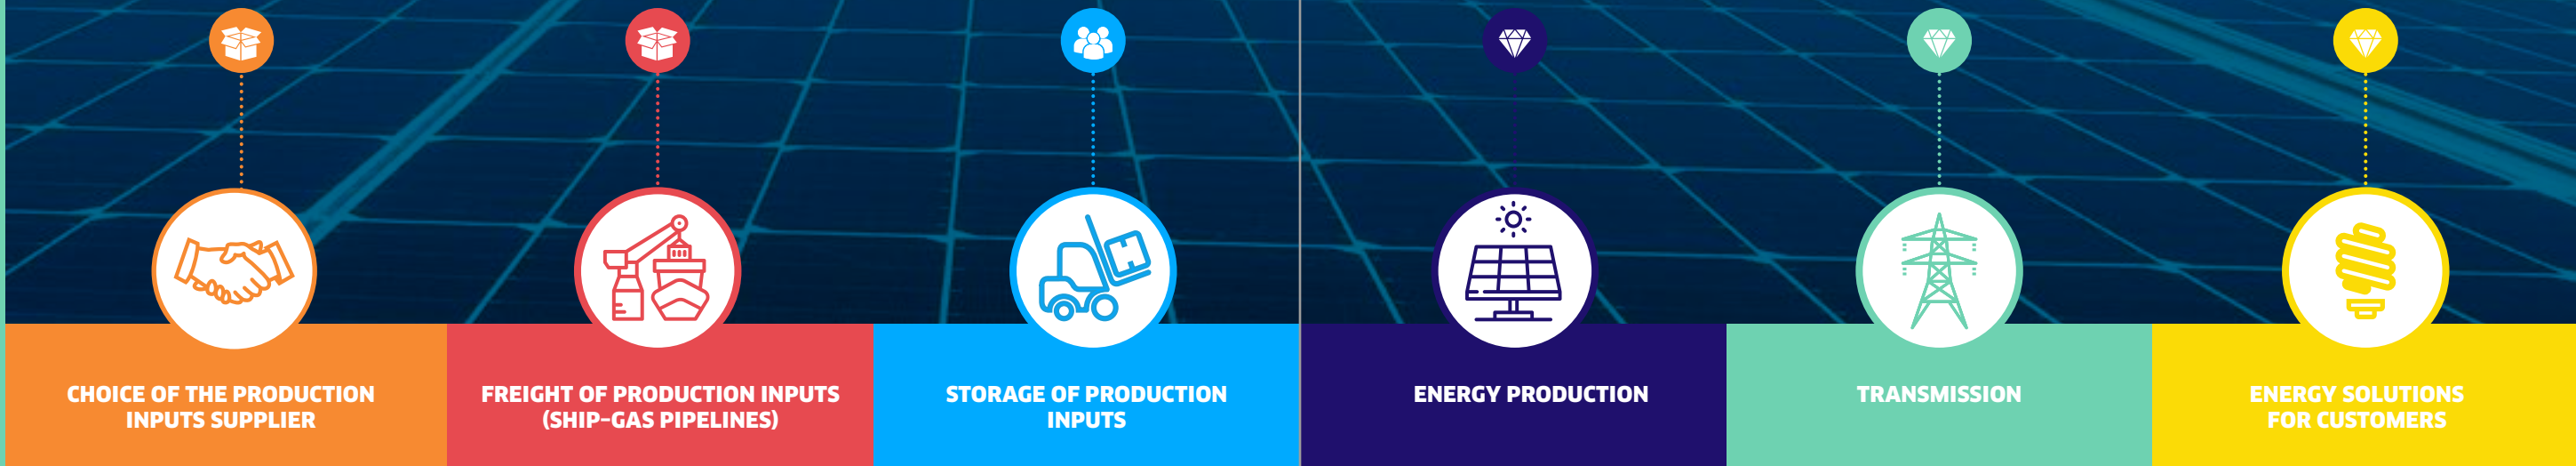 CHOICE OF THE PRODUCTION
INPUTS SUPPLIER
FREIGHT OF PRODUCTION INPUTS
(SHIP-GAS PIPELINES)
STORAGE OF PRODUCTION
INPUTS
ENERGY PRODUCTION
TRANSMISSION
ENERGY SOLUTIONS
FOR CUSTOMERS